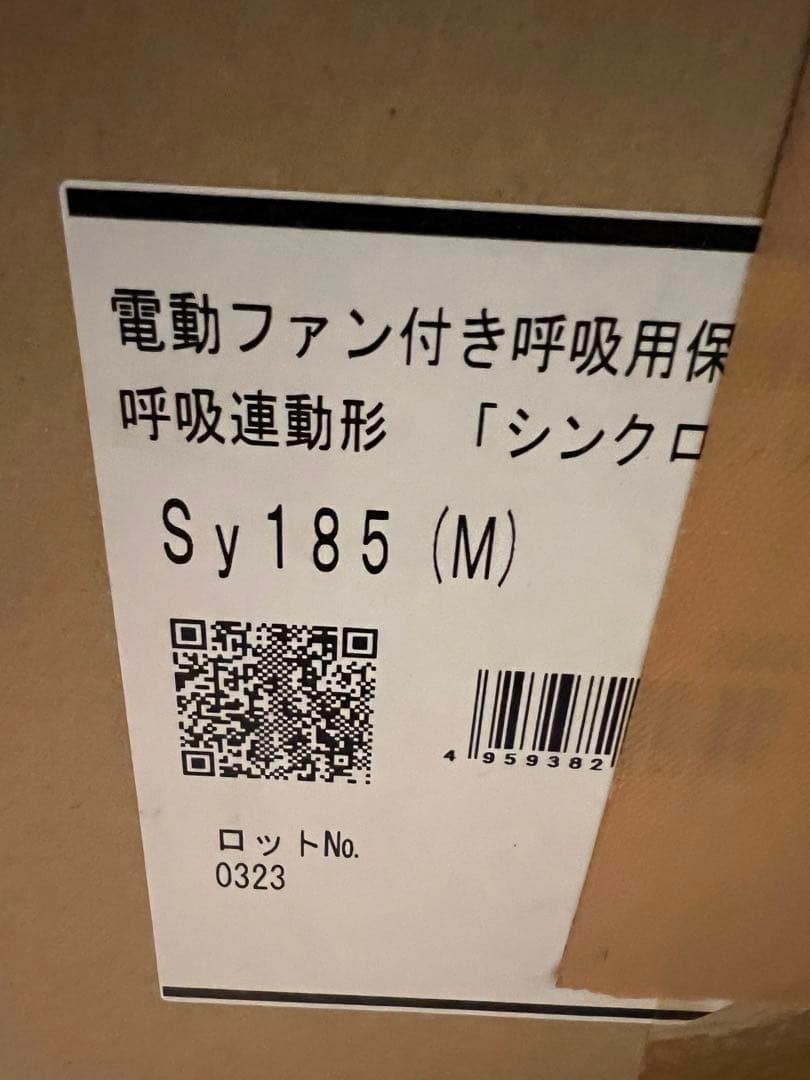 電動ファン付き呼吸用保
呼吸連動形　「シンクロ
Sy185(M)
4 959382
ロットNo.
0323